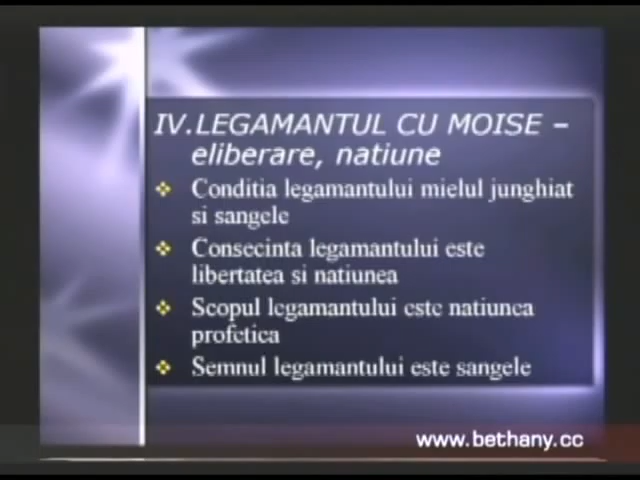 IV.LEGAMANTUL CU MOISE –
eliberare, natiune
Conditia legamantului mielul junghiat
si sangele
Consecinta legamantului este
libertatea si natiunea
Scopul legamantului este natiunea
profetica
Semnul legamantului este sangele
www.bethany.cc